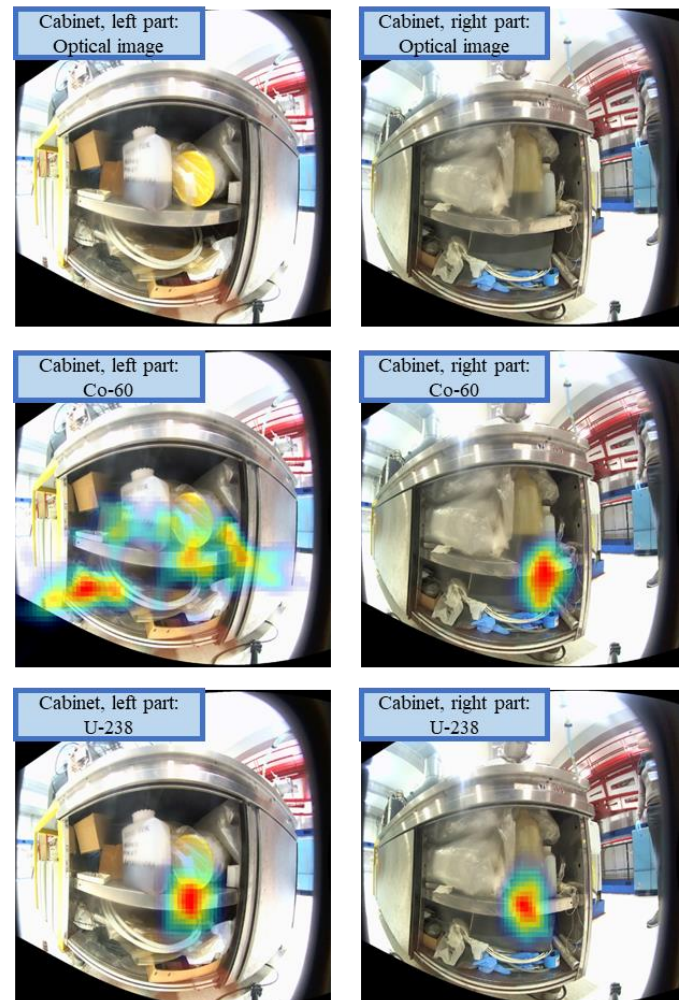 Cabinet, left part:
Optical image
Cabinet, right part:
Optical image
Cabinet, left part:
Co-60
Cabinet, right part:
Co-60
Cabinet, left part:
U-238
Cabinet, right part:
U-238